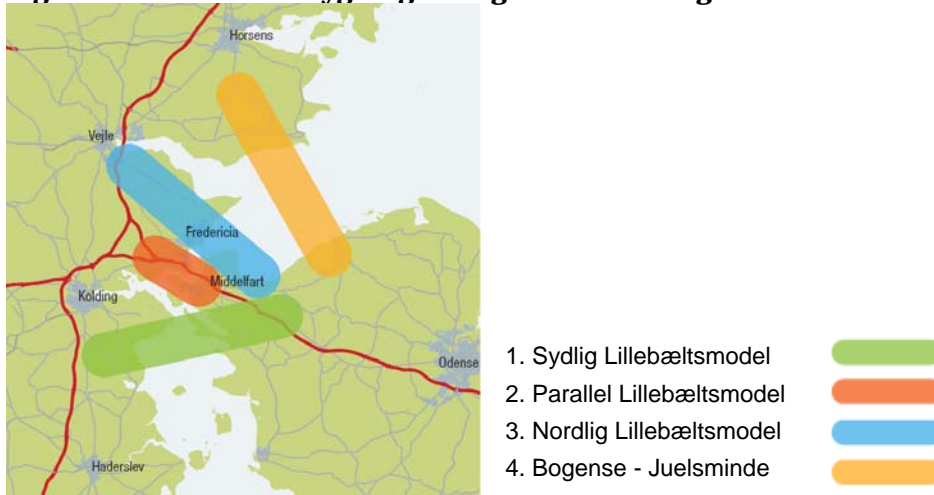 Horsens
Vejle
Fredericia
Middelfart
Kolding
Odense
Haderslev
1. Sydlig Lillebæltsmodel
2. Parallel Lillebæltsmodel
3. Nordlig Lillebæltsmodel
4. Bogense - Juelsminde